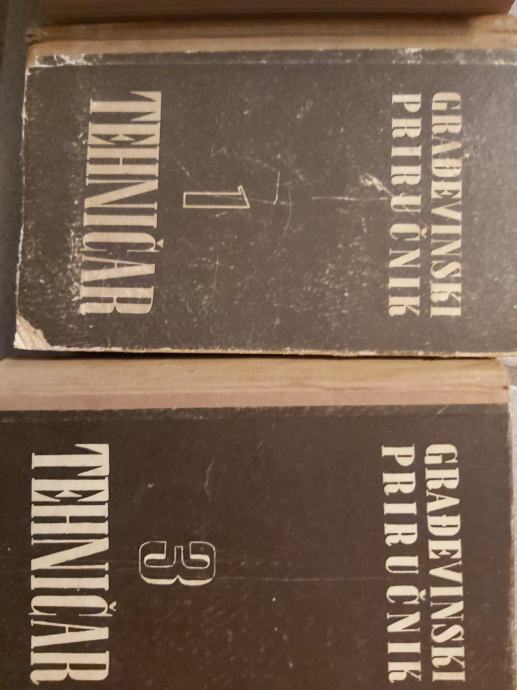 GRAĐEVINSKI
PRIRUČNIK
1
TEHNIČAR
GRAĐEVINSKI
PRIRUČNIK
3
TEHNIČAR